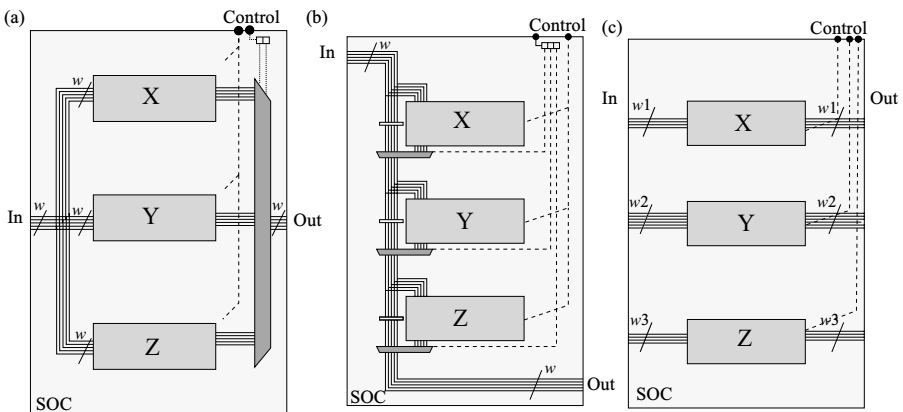 (a)
Control
w
X
In
w
w
Y
w
Out
w
Z
SOC
(b)
Control
In
w
X
Y
Z
w
Out
SOC
(c)
Control
In
w1
X
w1
Out
w2
Y
w2
w3
Z
w3
SOC